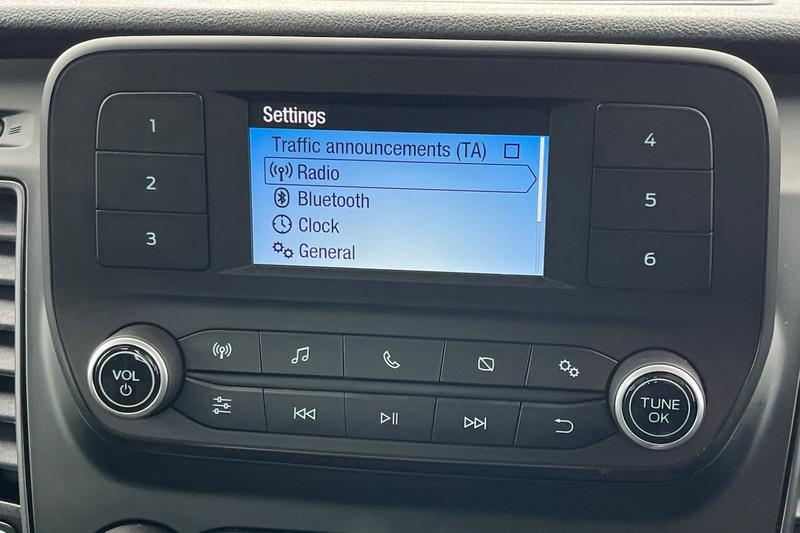 Settings
Traffic announcements (TA)
Radio
Bluetooth
Clock
General
1
2
3
4
5
6
VOL
TUNE
OK